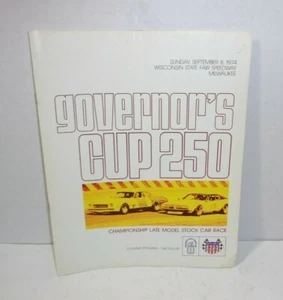 SUNDAY, SEPTEMBER 8, 1974
WISCONSIN STATE FAIR SPEEDWAY
MILWAUKEE
governor's
CUP 250
CHAMPIONSHIP LATE MODEL STOCK CAR RACE